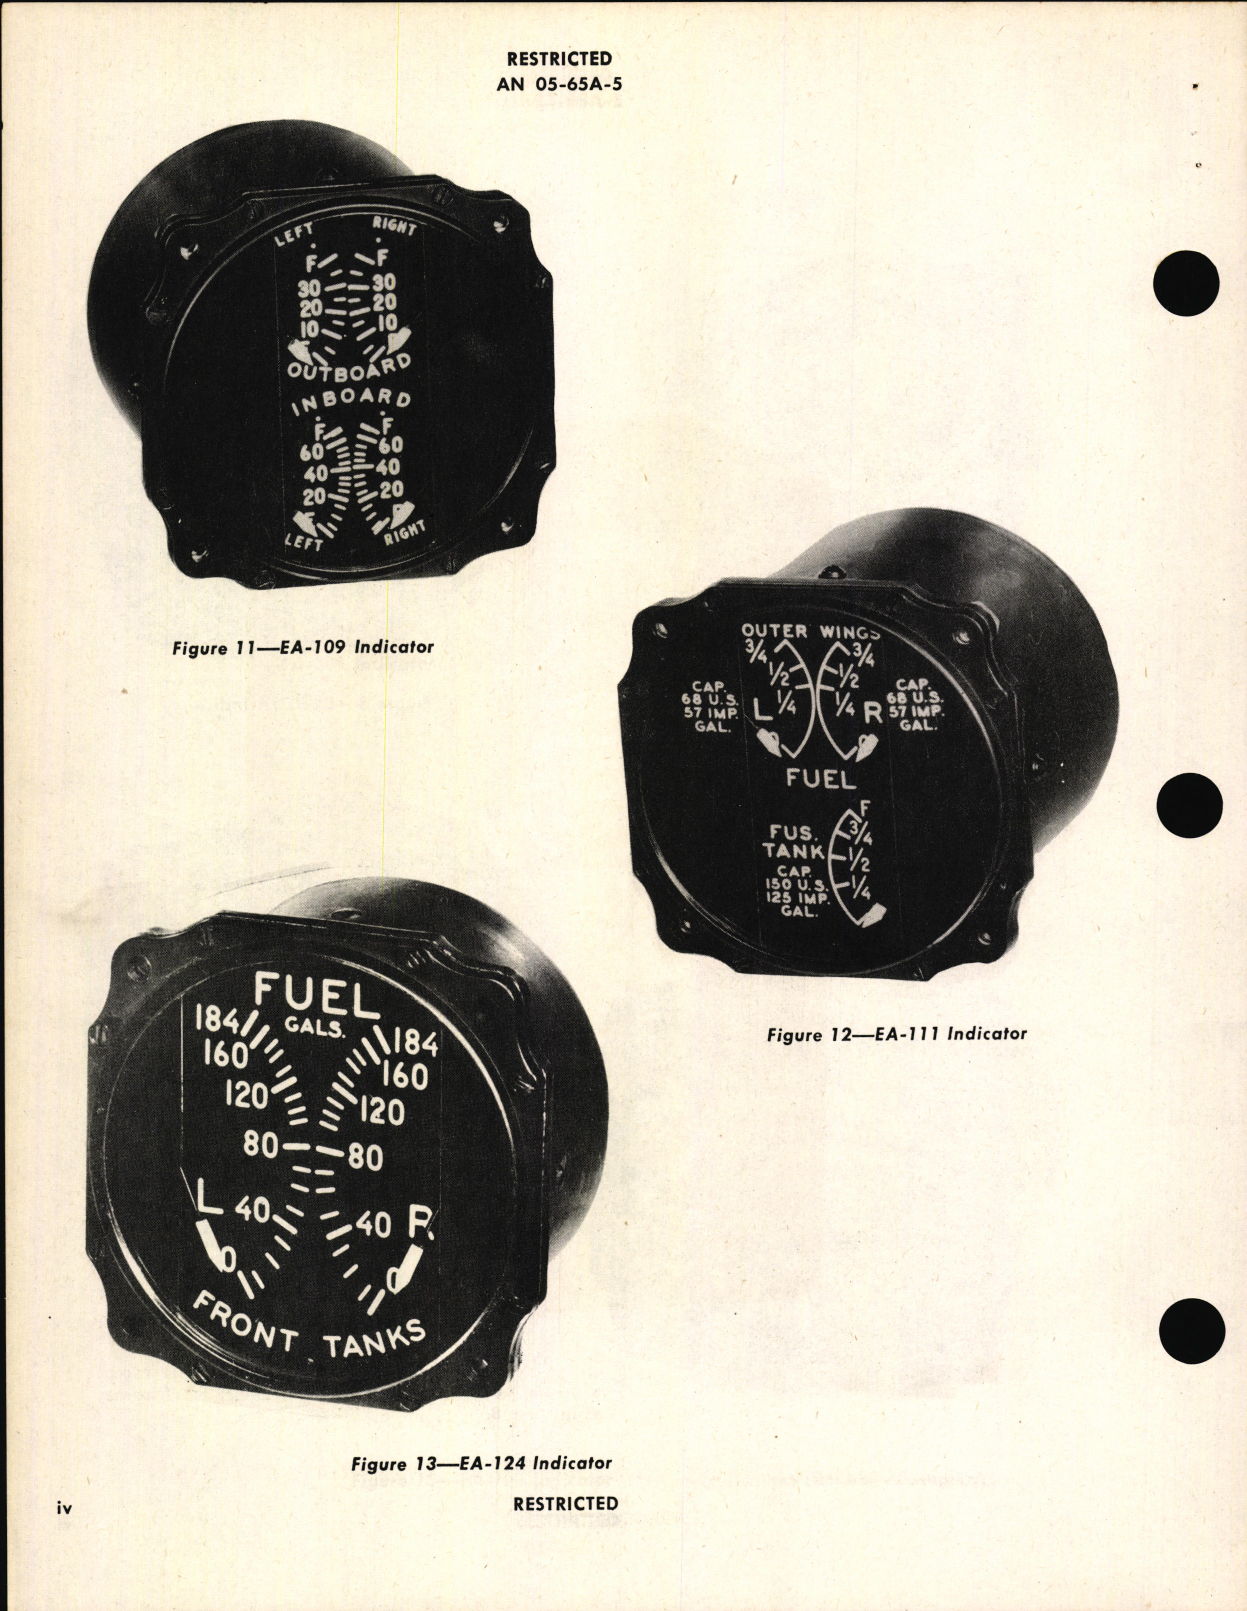 RESTRICTED
AN 05-65A-5
LEFT RIGHT
F F
30 30
20 20
10 10
OUTBOARD
INBOARD
F F
60 60
40 40
20 20
LEFT RIGHT
Figure 11—EA-109 Indicator
OUTER WINGS
3/4 3/4
1/2 1/2
1/4 1/4
CAP.
68 U.S.
57 IMP.
GAL.
L R
CAP.
68 U.S.
57 IMP.
GAL.
FUEL
F
3/4
1/2
1/4
FUS.
TANK
CAP.
150 U.S.
125 IMP.
GAL.
Figure 12—EA-111 Indicator
FUEL
GALS.
184 184
160 160
120 120
80 80
L 40 40 R
0 0
FRONT TANKS
Figure 13—EA-124 Indicator
iv
RESTRICTED